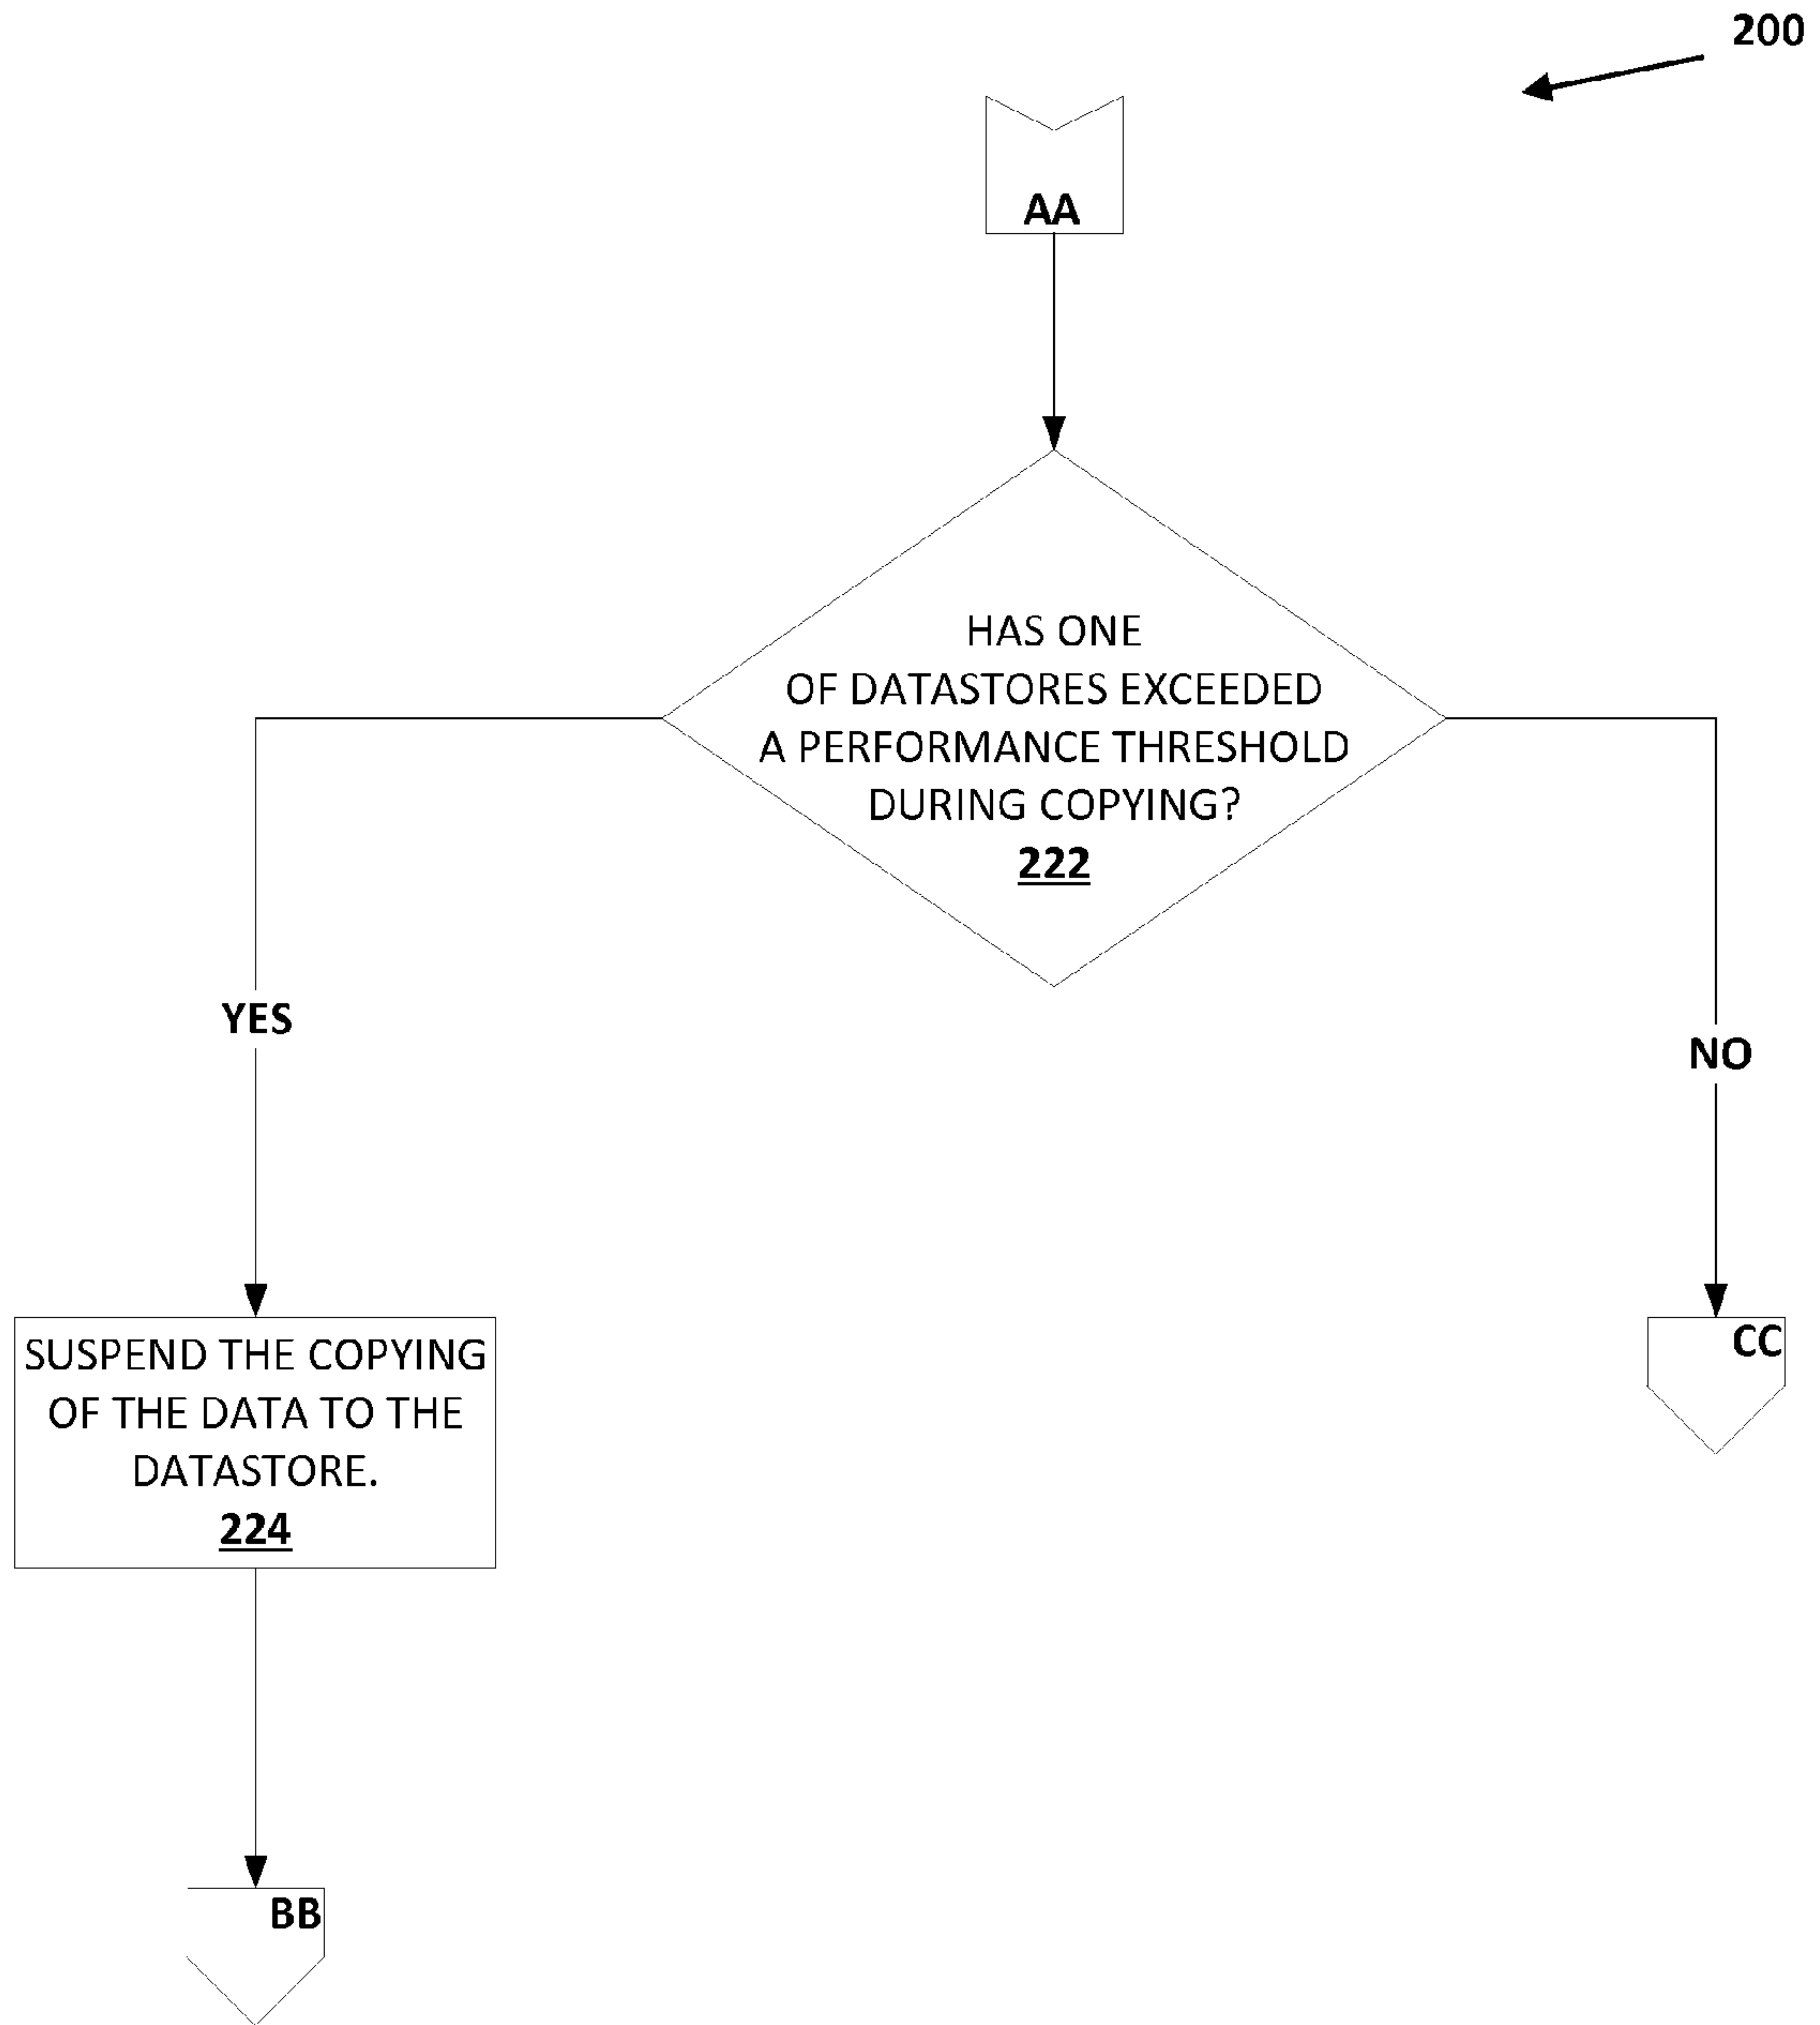 200
AA
HAS ONE
OF DATASTORES EXCEEDED
A PERFORMANCE THRESHOLD
DURING COPYING?
222
YES
NO
SUSPEND THE COPYING
OF THE DATA TO THE
DATASTORE.
224
CC
BB